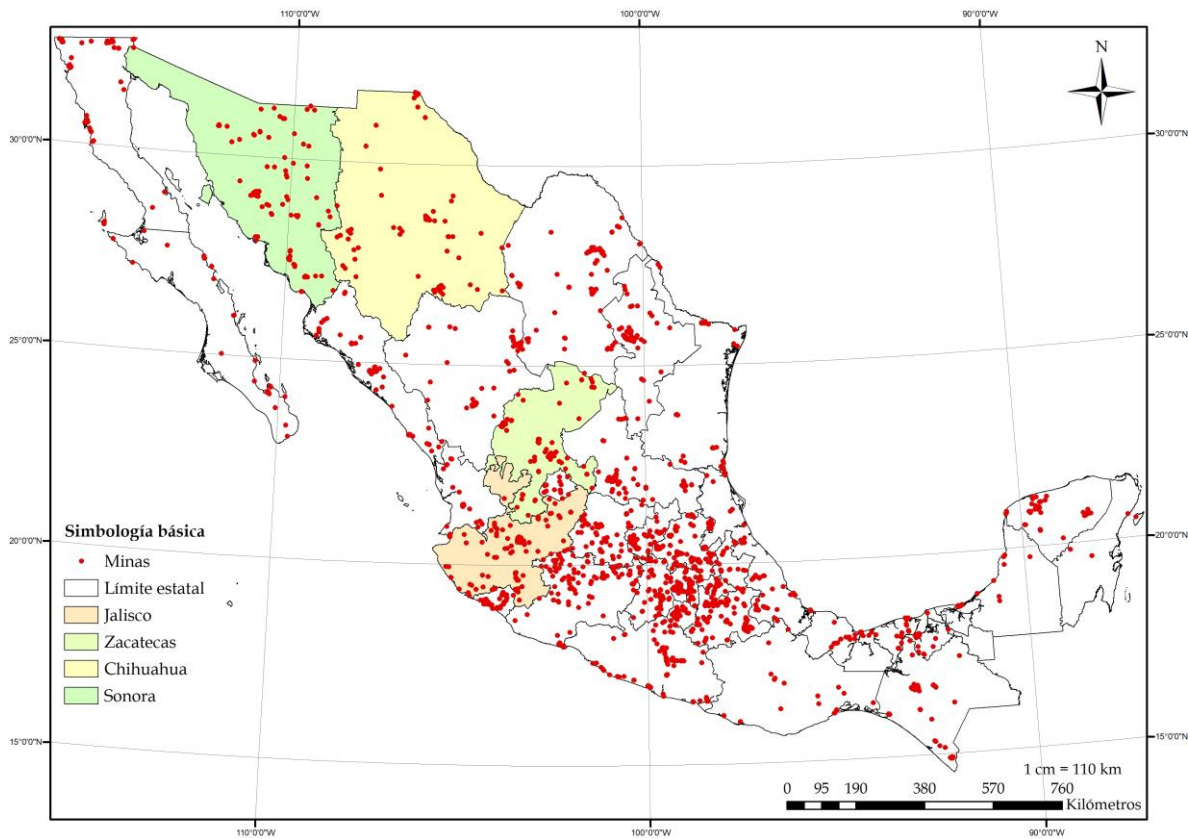 110°0'0"W 100°0'0"W 90°0'0"W
N
30°0'0"N 30°0'0"N
25°0'0"N 25°0'0"N
20°0'0"N 20°0'0"N
15°0'0"N 15°0'0"N
Simbología básica
Minas
Límite estatal
Jalisco
Zacatecas
Chihuahua
Sonora
1 cm = 110 km
0 95 190 380 570 760
Kilómetros
110°0'0"W 100°0'0"W 90°0'0"W